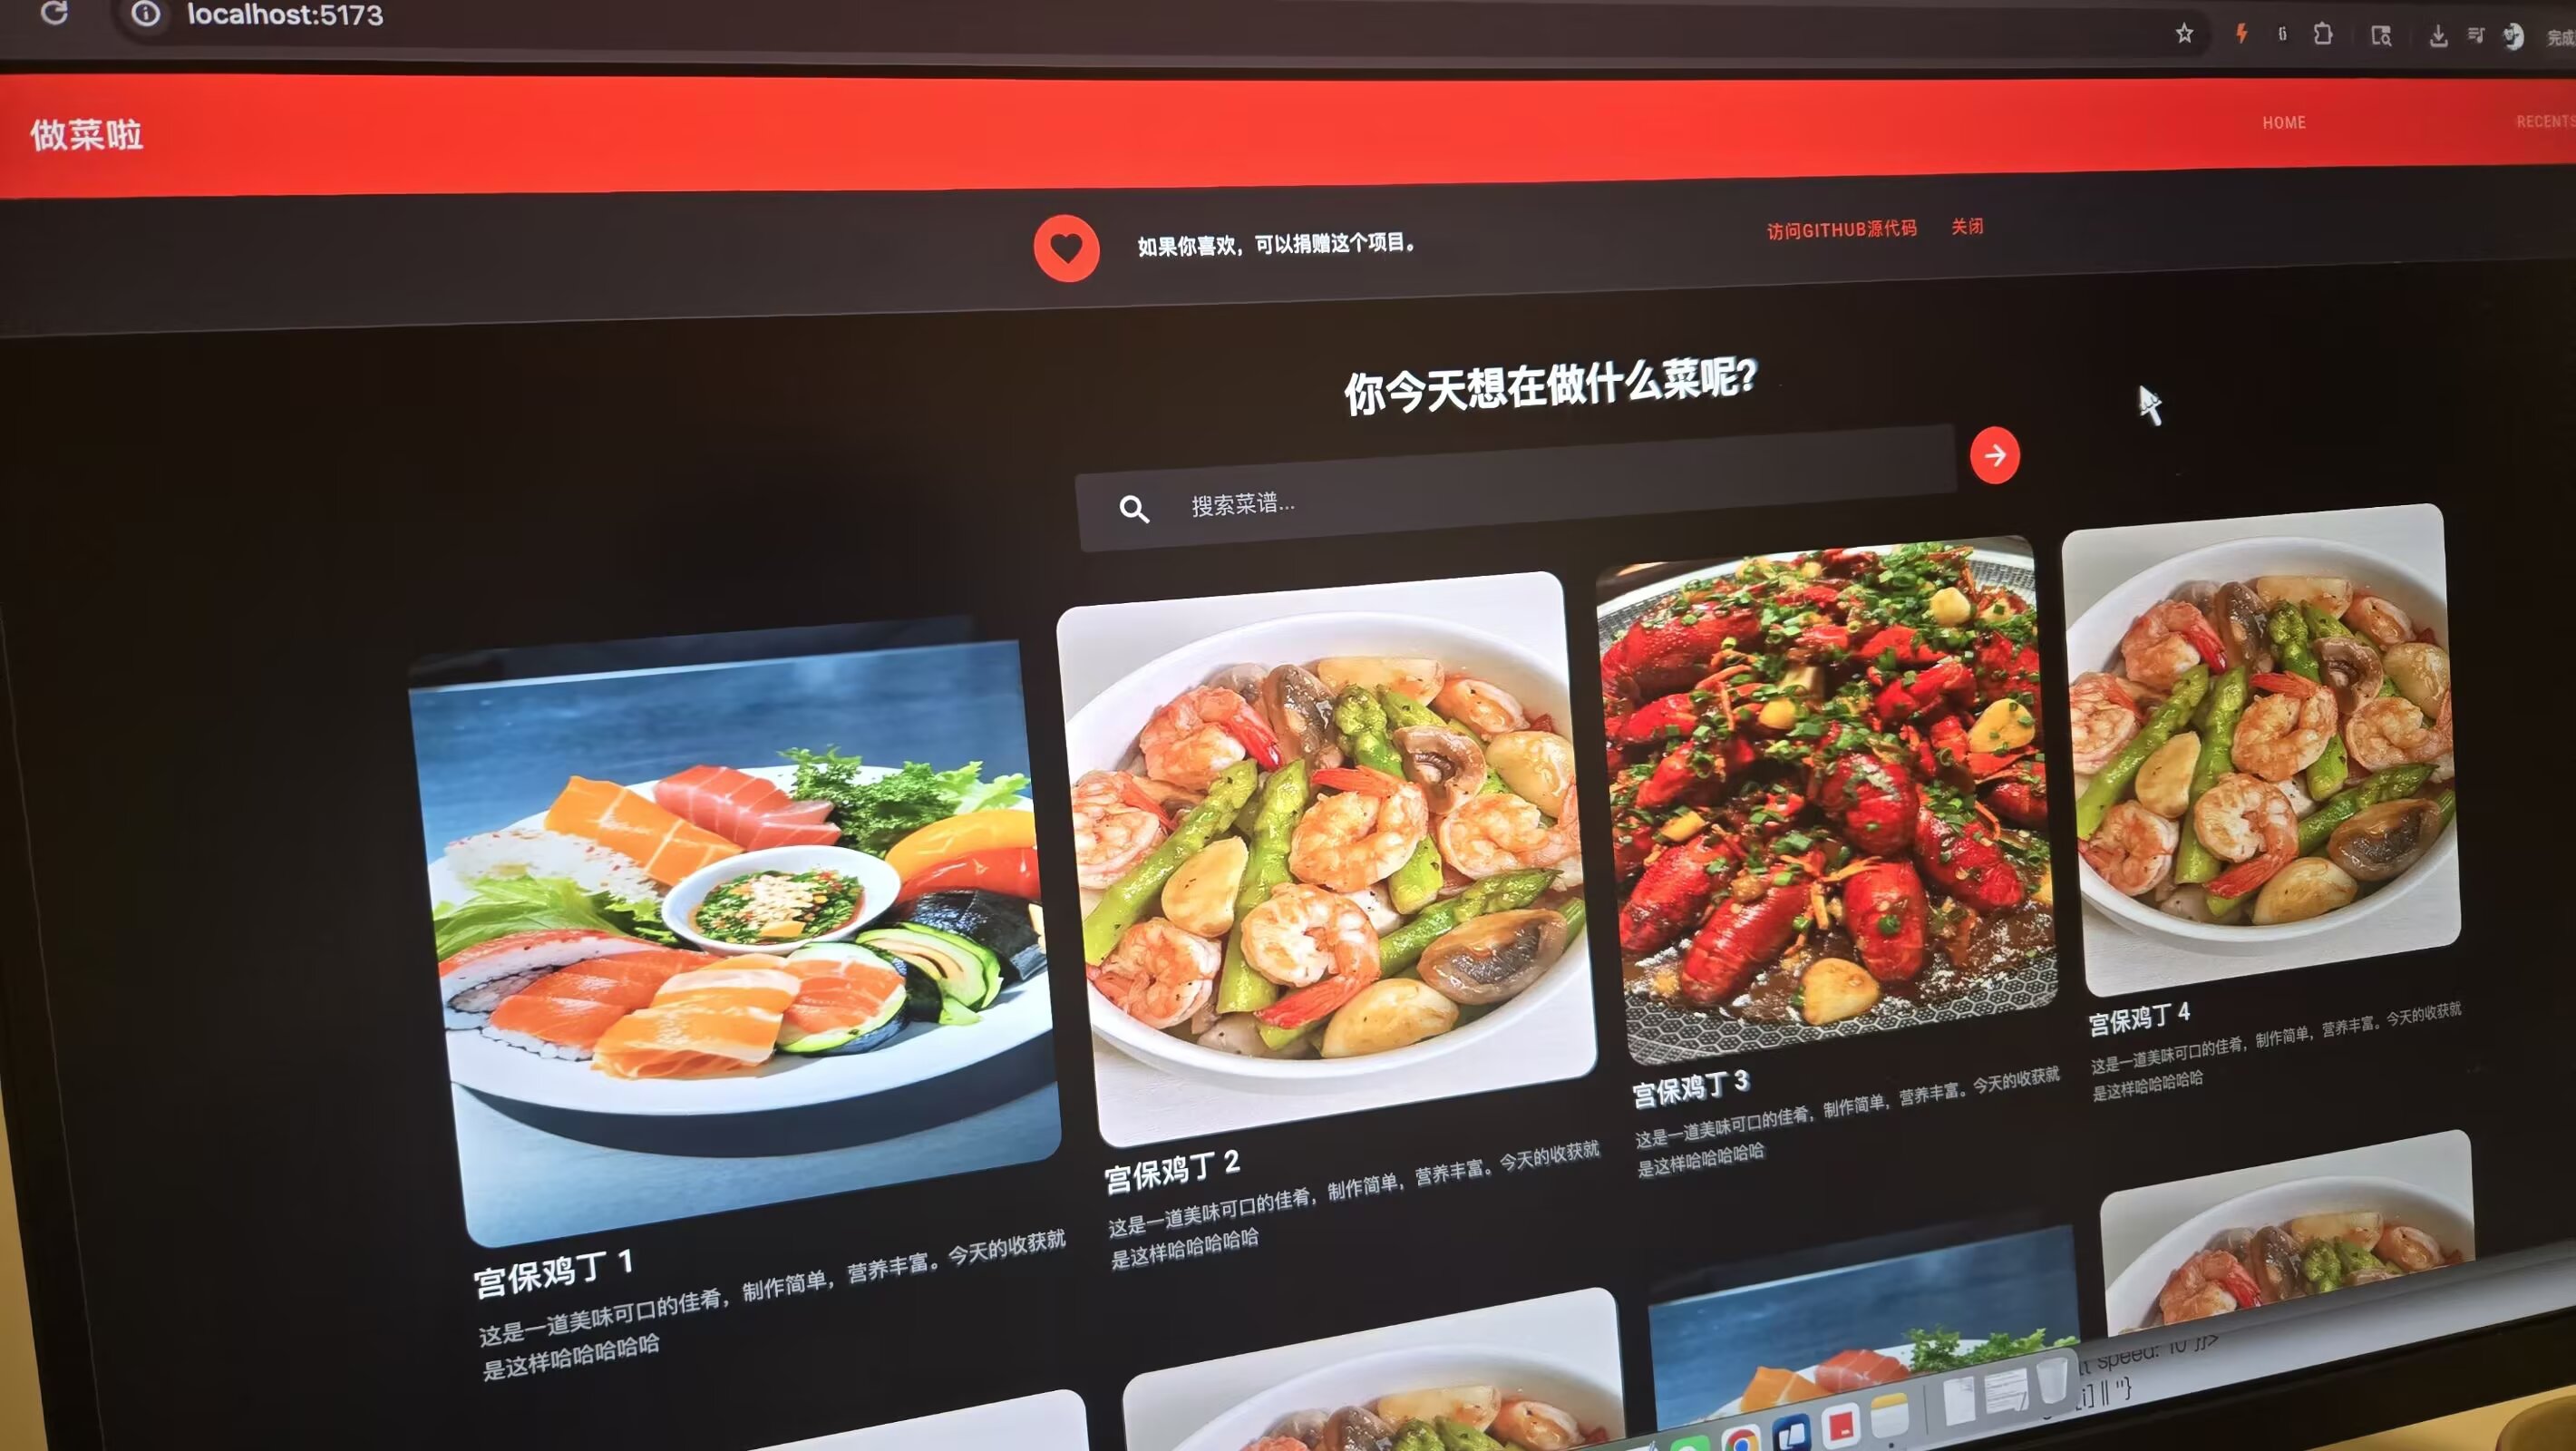 localhost:5173
完成
做菜啦
HOME
RECENTS
如果你喜欢，可以捐赠这个项目。
访问GITHUB源代码
关闭
你今天想在做什么菜呢?
搜索菜谱...
宫保鸡丁 1
这是一道美味可口的佳肴，制作简单，营养丰富。今天的收获就
是这样哈哈哈哈哈
宫保鸡丁 2
这是一道美味可口的佳肴，制作简单，营养丰富。今天的收获就
是这样哈哈哈哈哈
宫保鸡丁 3
这是一道美味可口的佳肴，制作简单，营养丰富。今天的收获就
是这样哈哈哈哈哈
宫保鸡丁 4
这是一道美味可口的佳肴，制作简单，营养丰富。今天的收获就
是这样哈哈哈哈哈
speed: 10 }}>
[i] || ''}